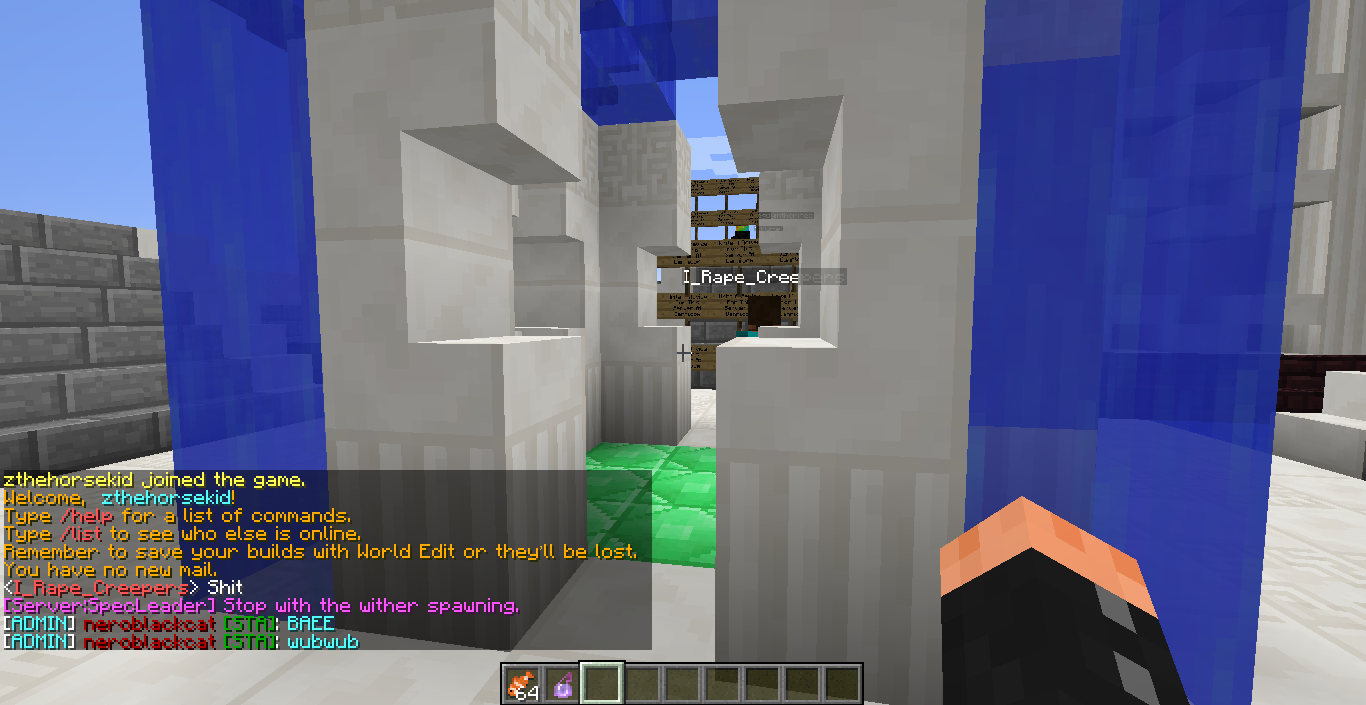 I_Rape_Creepers
zthehorsekid joined the game.
Welcome, zthehorsekid!
Type /help for a list of commands.
Type /list to see who else is online.
Remember to save your builds with World Edit or they'll be lost.
You have no new mail.
<I_Rape_Creepers> Shit
[Server:SpecLeader] Stop with the wither spawning.
[ADMIN] neroblackcat [STA]: BAEE
[ADMIN] neroblackcat [STA]: wubwub
64